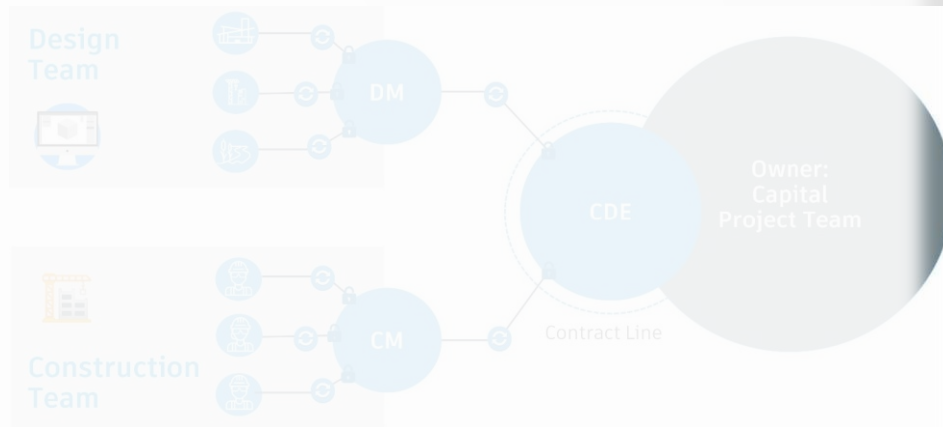 Design
Team
DM
CDE
Owner:
Capital
Project Team
Contract Line
CM
Construction
Team